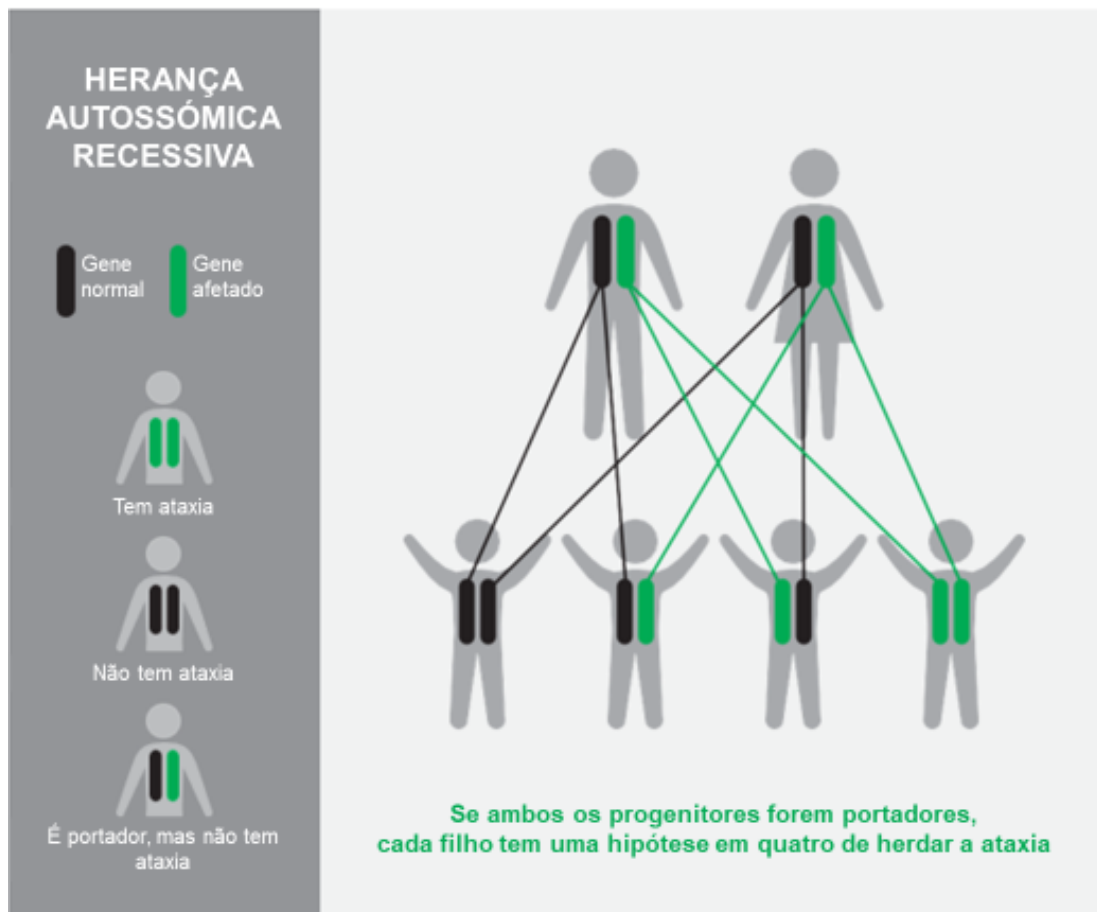 HERANÇA
AUTOSSÓMICA
RECESSIVA
Gene
normal
Gene
afetado
Tem ataxia
Não tem ataxia
É portador, mas não tem
ataxia
Se ambos os progenitores forem portadores,
cada filho tem uma hipótese em quatro de herdar a ataxia